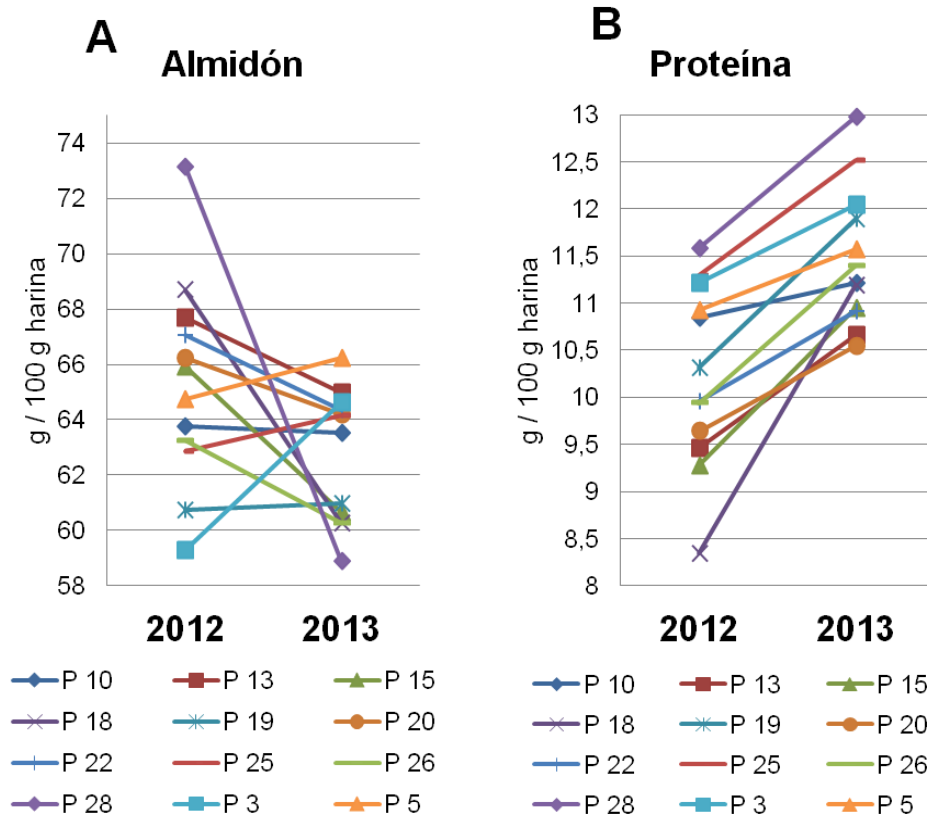 A
Almidón
g / 100 g harina
74
72
70
68
66
64
62
60
58
2012 2013
P 10 P 13 P 15
P 18 P 19 P 20
P 22 P 25 P 26
P 28 P 3 P 5
B
Proteína
g / 100 g harina
13
12,5
12
11,5
11
10,5
10
9,5
9
8,5
8
2012 2013
P 10 P 13 P 15
P 18 P 19 P 20
P 22 P 25 P 26
P 28 P 3 P 5